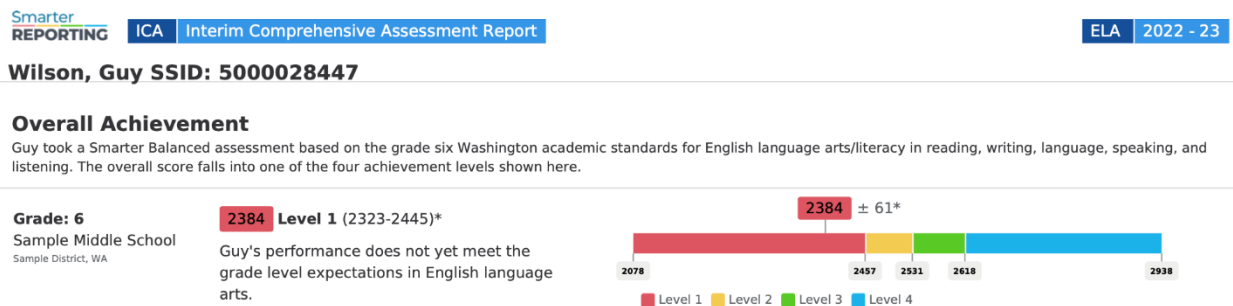 Smarter
REPORTING
ICA Interim Comprehensive Assessment Report
ELA 2022 - 23
Wilson, Guy SSID: 5000028447
Overall Achievement
Guy took a Smarter Balanced assessment based on the grade six Washington academic standards for English language arts/literacy in reading, writing, language, speaking, and
listening. The overall score falls into one of the four achievement levels shown here.
Grade: 6
Sample Middle School
Sample District, WA
2384 Level 1 (2323-2445)*
Guy's performance does not yet meet the
grade level expectations in English language
arts.
2384 ± 61*
2078 2457 2531 2618 2938
Level 1 Level 2 Level 3 Level 4